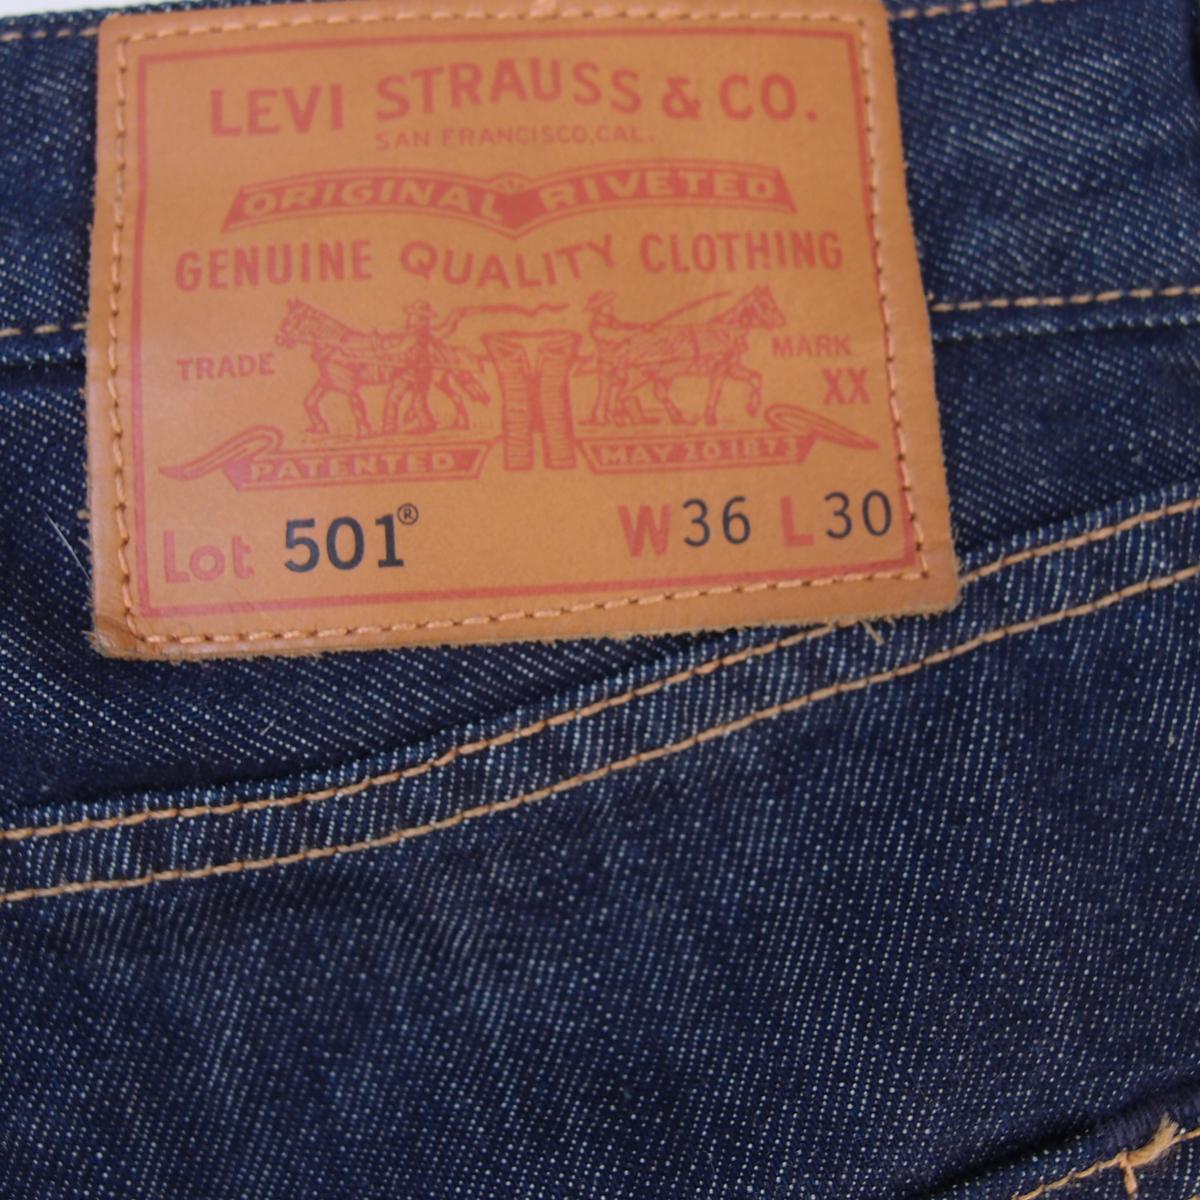 LEVI STRAUSS & CO.
SAN FRANCISCO, CAL.
ORIGINAL RIVETED
GENUINE QUALITY CLOTHING
TRADE MARK
XX
PATENTED MAY 20 1873
Lot 501® W36 L30